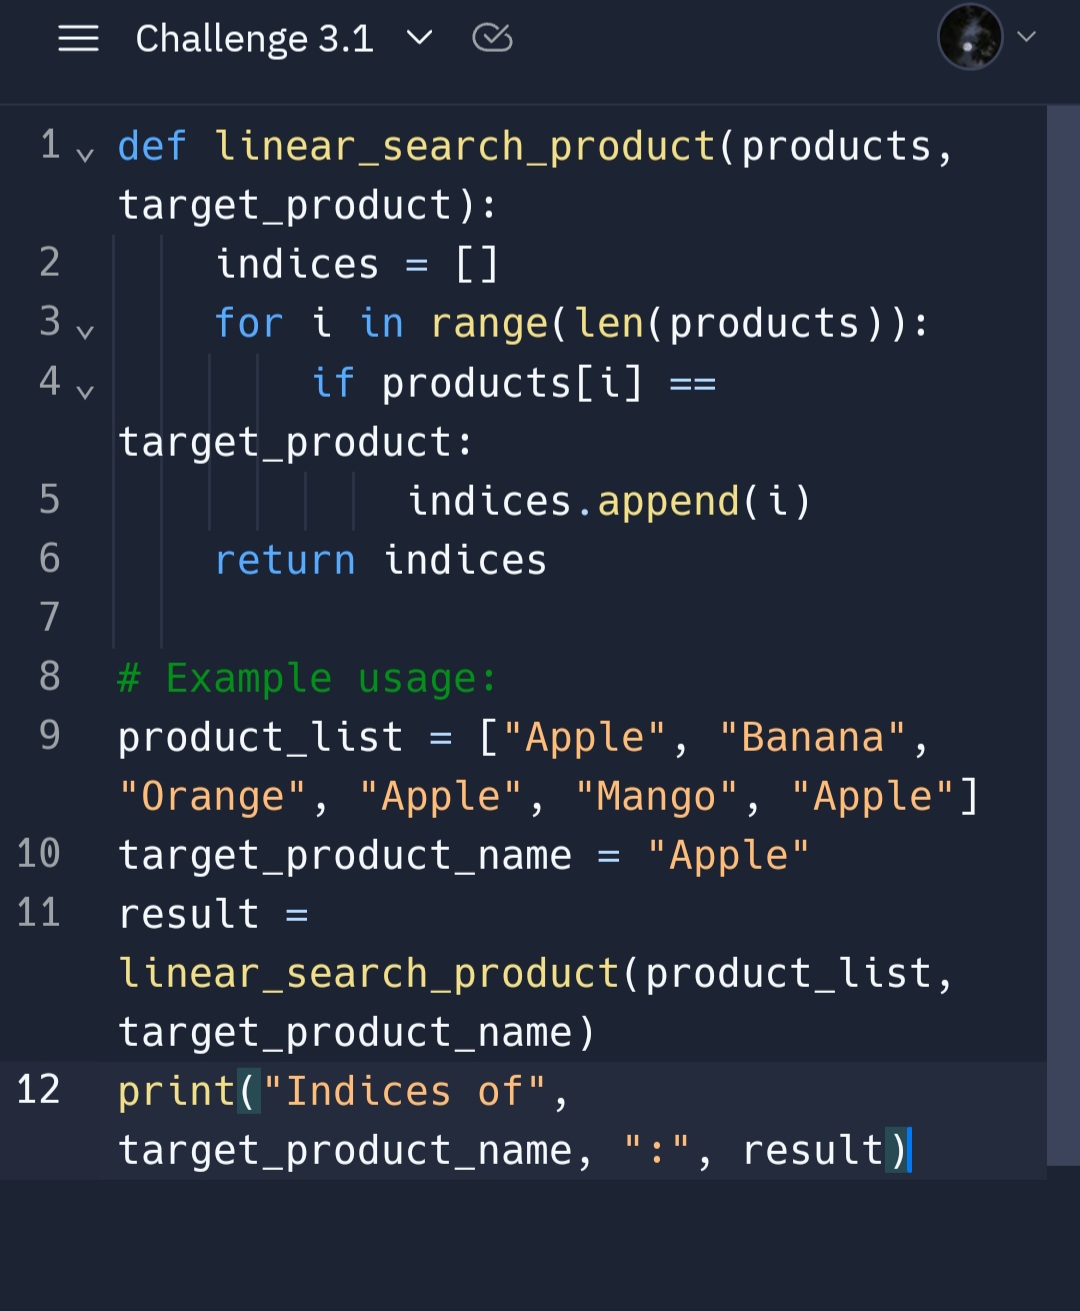 Challenge 3.1
1 def linear_search_product(products,
target_product):
2 indices = []
3 for i in range(len(products)):
4 if products[i] ==
target_product:
5 indices.append(i)
6 return indices
7
8 # Example usage:
9 product_list = ["Apple", "Banana",
"Orange", "Apple", "Mango", "Apple"]
10 target_product_name = "Apple"
11 result =
linear_search_product(product_list,
target_product_name)
12 print("Indices of",
target_product_name, ":", result)